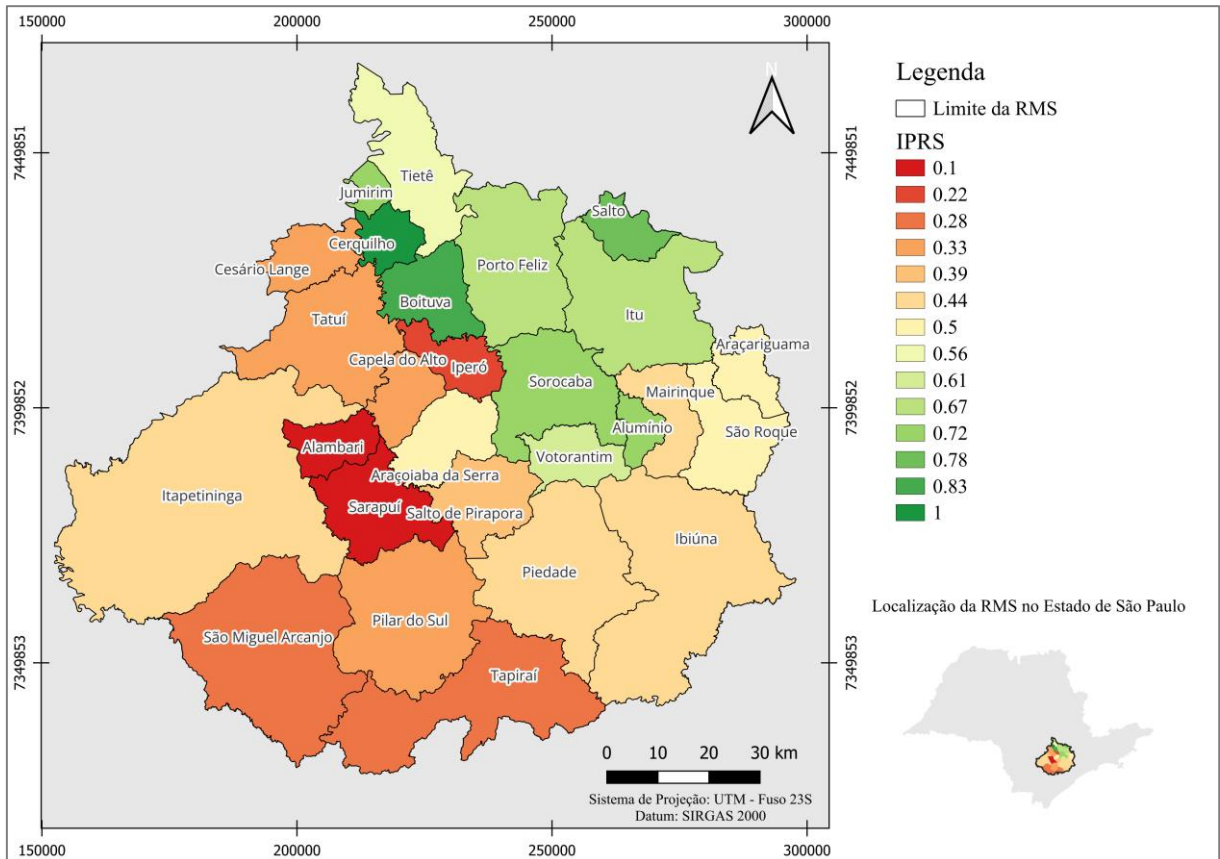 150000
200000
250000
300000
7449851
7399852
7349853
7449851
7399852
7349853
N
Tietê
Jumirim
Salto
Cerquilho
Porto Feliz
Cesário Lange
Boituva
Itu
Tatuí
Araçariguama
Capela do Alto
Iperó
Sorocaba
Mairinque
Alumínio
São Roque
Alambari
Votorantim
Araçoiaba da Serra
Itapetininga
Sarapuí
Salto de Pirapora
Ibiúna
Piedade
Pilar do Sul
São Miguel Arcanjo
Tapiraí
0 10 20 30 km
Sistema de Projeção: UTM - Fuso 23S
Datum: SIRGAS 2000
150000
200000
250000
300000
Legenda
Limite da RMS
IPRS
0.1
0.22
0.28
0.33
0.39
0.44
0.5
0.56
0.61
0.67
0.72
0.78
0.83
1
Localização da RMS no Estado de São Paulo